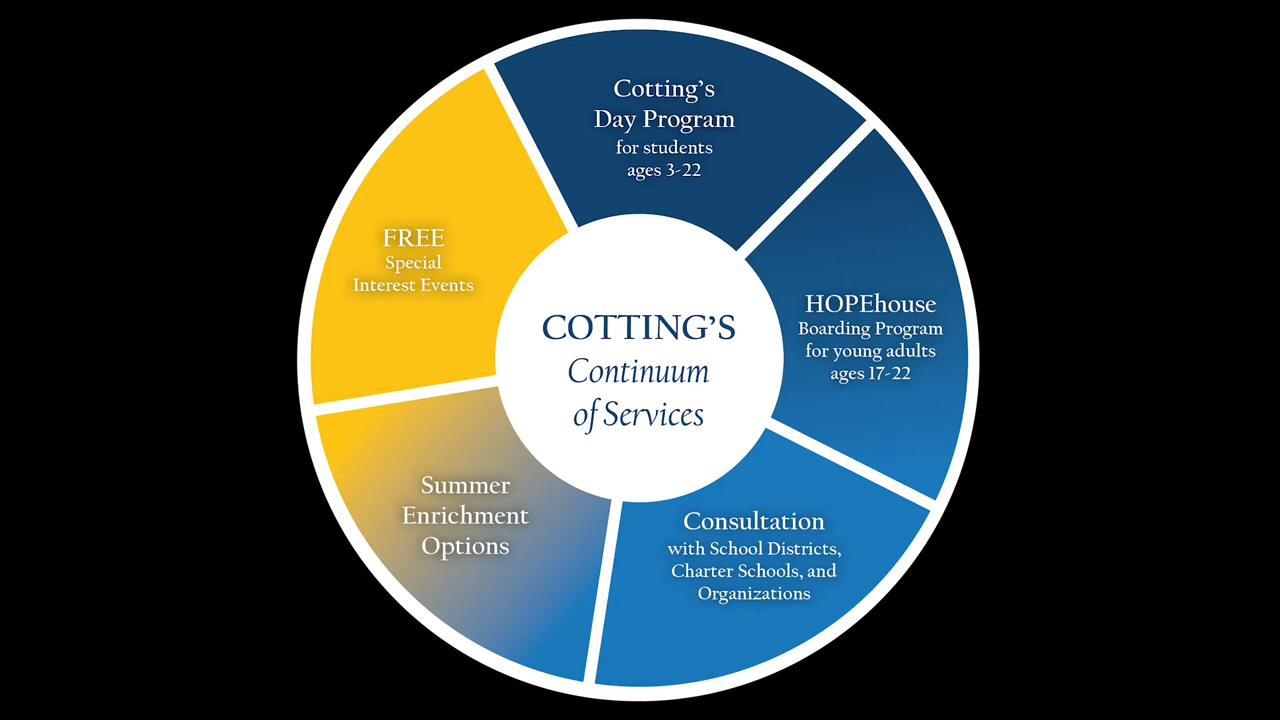 Cotting's
Day Program
for students
ages 3-22
HOPEhouse
Boarding Program
for young adults
ages 17-22
Consultation
with School Districts,
Charter Schools, and
Organizations
Summer
Enrichment
Options
FREE
Special
Interest Events
COTTING'S
Continuum
of Services